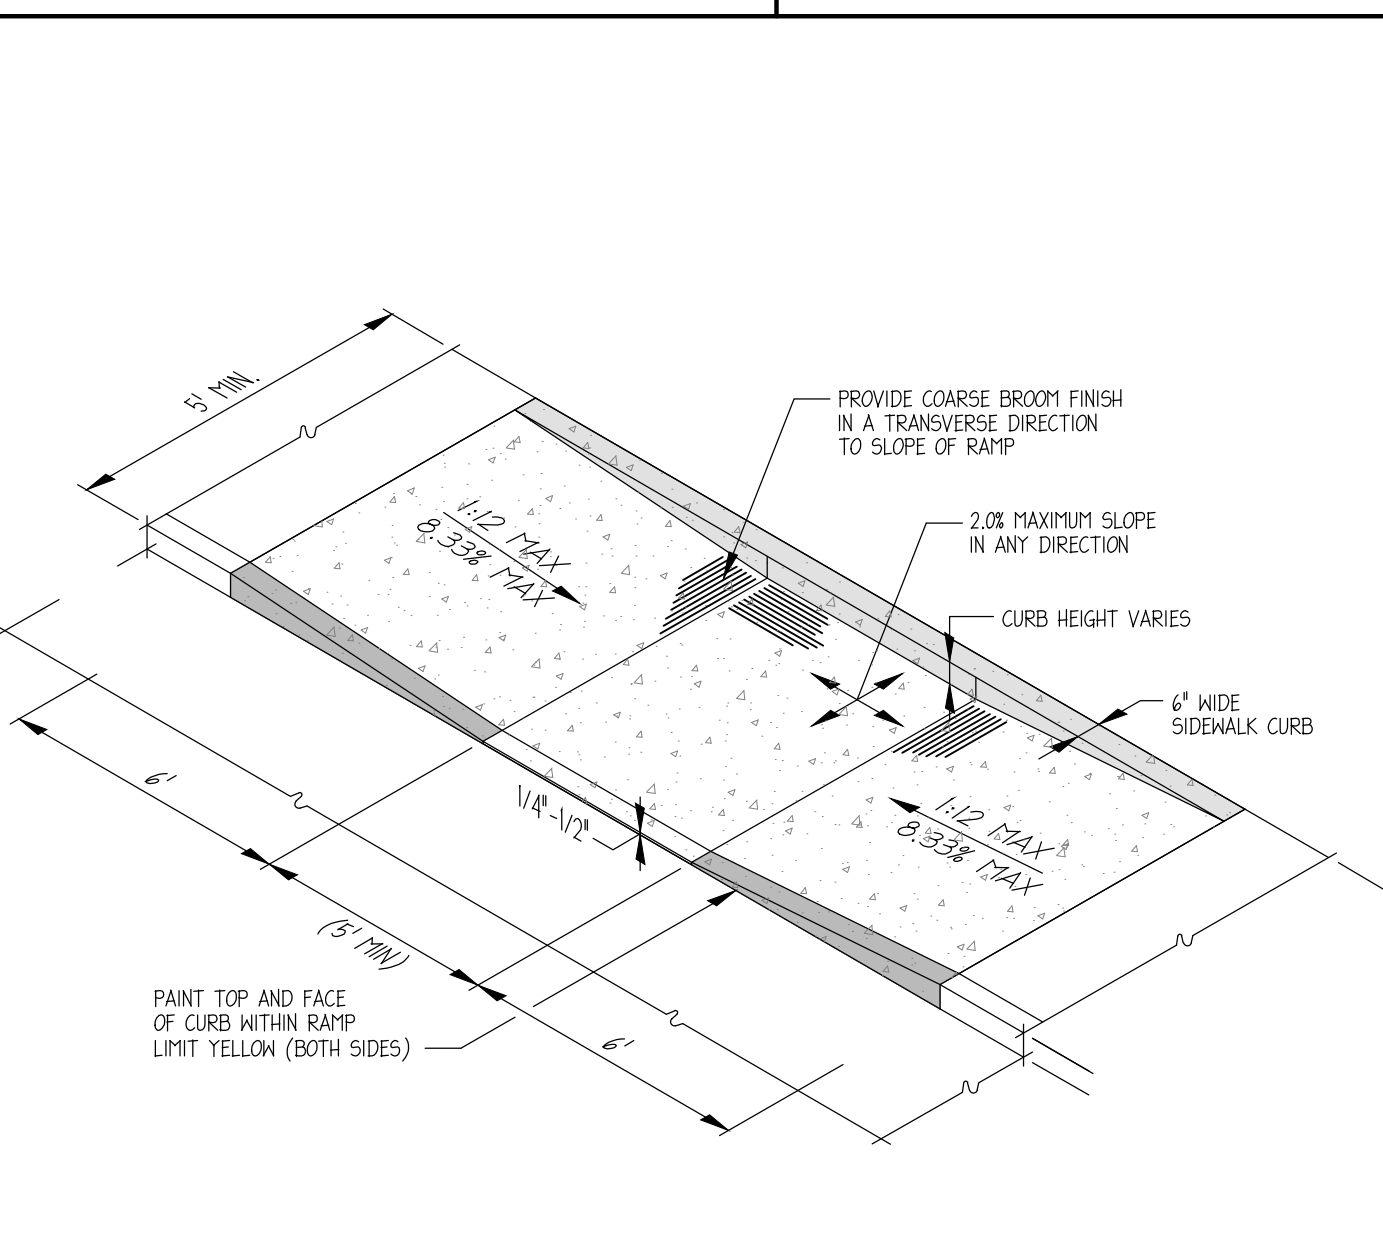 5' MIN.
PROVIDE COARSE BROOM FINISH
IN A TRANSVERSE DIRECTION
TO SLOPE OF RAMP
1:12 MAX
8.33% MAX
2.0% MAXIMUM SLOPE
IN ANY DIRECTION
CURB HEIGHT VARIES
6" WIDE
SIDEWALK CURB
6'
1/4"-1/2"
1:12 MAX
8.33% MAX
(5' MIN)
PAINT TOP AND FACE
OF CURB WITHIN RAMP
LIMIT YELLOW (BOTH SIDES)
6'